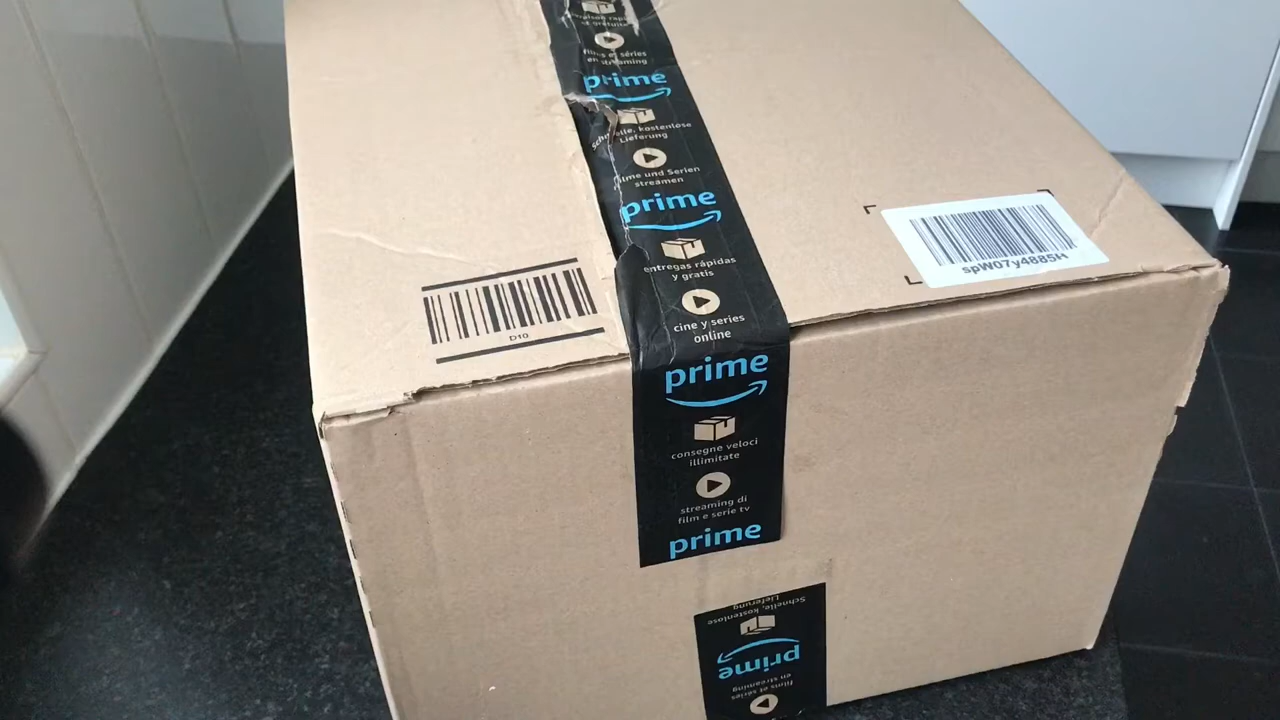 et gratuite
films et séries
en streaming
prime
kostenlose
Lieferung
und Serien
streamen
prime
entregas rápidas
y gratis
cine y series
online
prime
consegne veloci
illimitate
streaming di
film e serie tv
prime
D10
spW07y4885H
Schnelle, kostenlose
Lieferung
prime
films et séries
en streaming